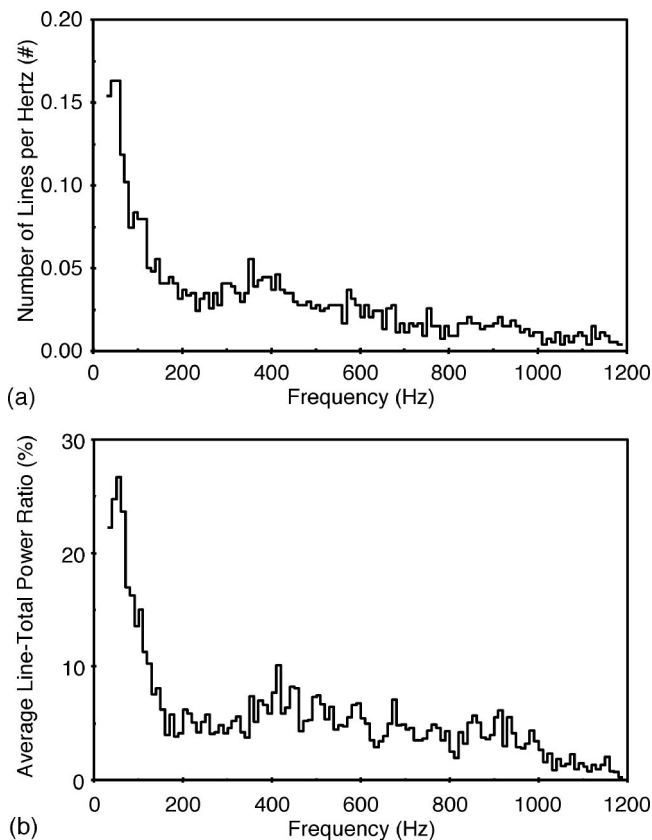 0.20
0.15
0.10
0.05
0.00
Number of Lines per Hertz (#)
0 200 400 600 800 1000 1200
Frequency (Hz)
(a)
30
20
10
0
Average Line-Total Power Ratio (%)
0 200 400 600 800 1000 1200
Frequency (Hz)
(b)